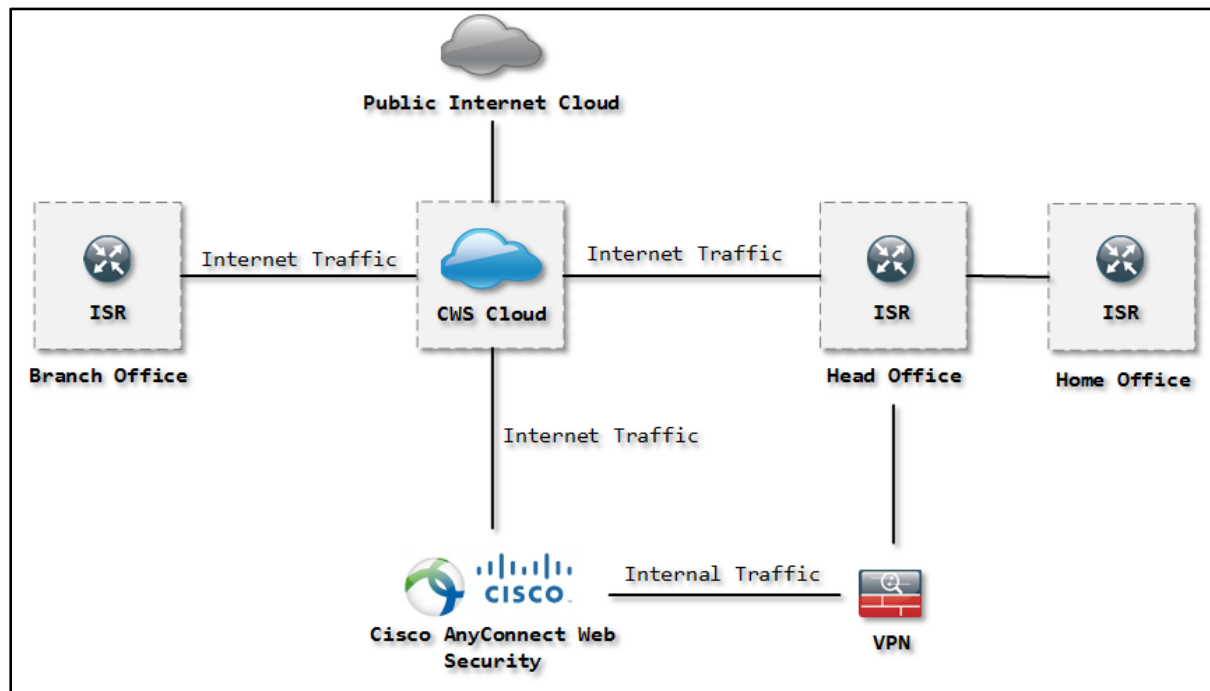 Public Internet Cloud
Internet Traffic
Internet Traffic
ISR
CWS Cloud
ISR
ISR
Branch Office
Head Office
Home Office
Internet Traffic
CISCO
Internal Traffic
Cisco AnyConnect Web
Security
VPN